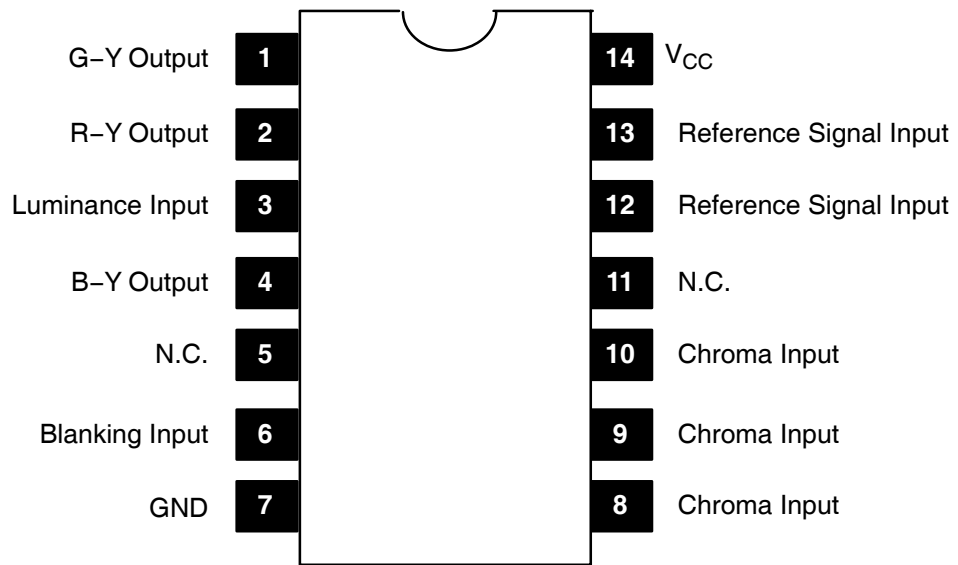 G–Y Output 1 14 VCC
R–Y Output 2 13 Reference Signal Input
Luminance Input 3 12 Reference Signal Input
B–Y Output 4 11 N.C.
N.C. 5 10 Chroma Input
Blanking Input 6 9 Chroma Input
GND 7 8 Chroma Input